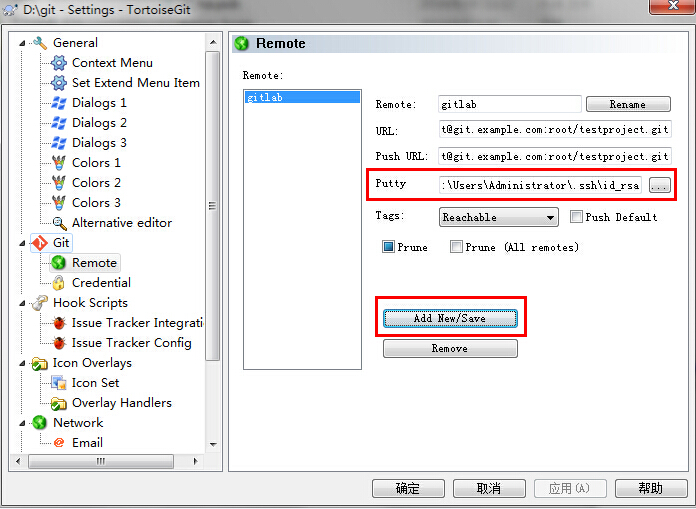 D:\git - Settings - TortoiseGit
General
Context Menu
Set Extend Menu Item
Dialogs 1
Dialogs 2
Dialogs 3
Colors 1
Colors 2
Colors 3
Alternative editor
Git
Remote
Credential
Hook Scripts
Issue Tracker Integrati
Issue Tracker Config
Icon Overlays
Icon Set
Overlay Handlers
Network
Email
Remote
Remote:
gitlab
Remote: gitlab Rename
URL: t@git.example.com:root/testproject.git
Push URL: t@git.example.com:root/testproject.git
Putty :\Users\Administrator\.ssh\id_rsa ...
Tags: Reachable Push Default
Prune Prune (All remotes)
Add New/Save
Remove
确定 取消 应用(A) 帮助